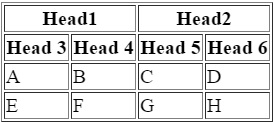 Head1 Head2
Head 3 Head 4 Head 5 Head 6
A B C D
E F G H